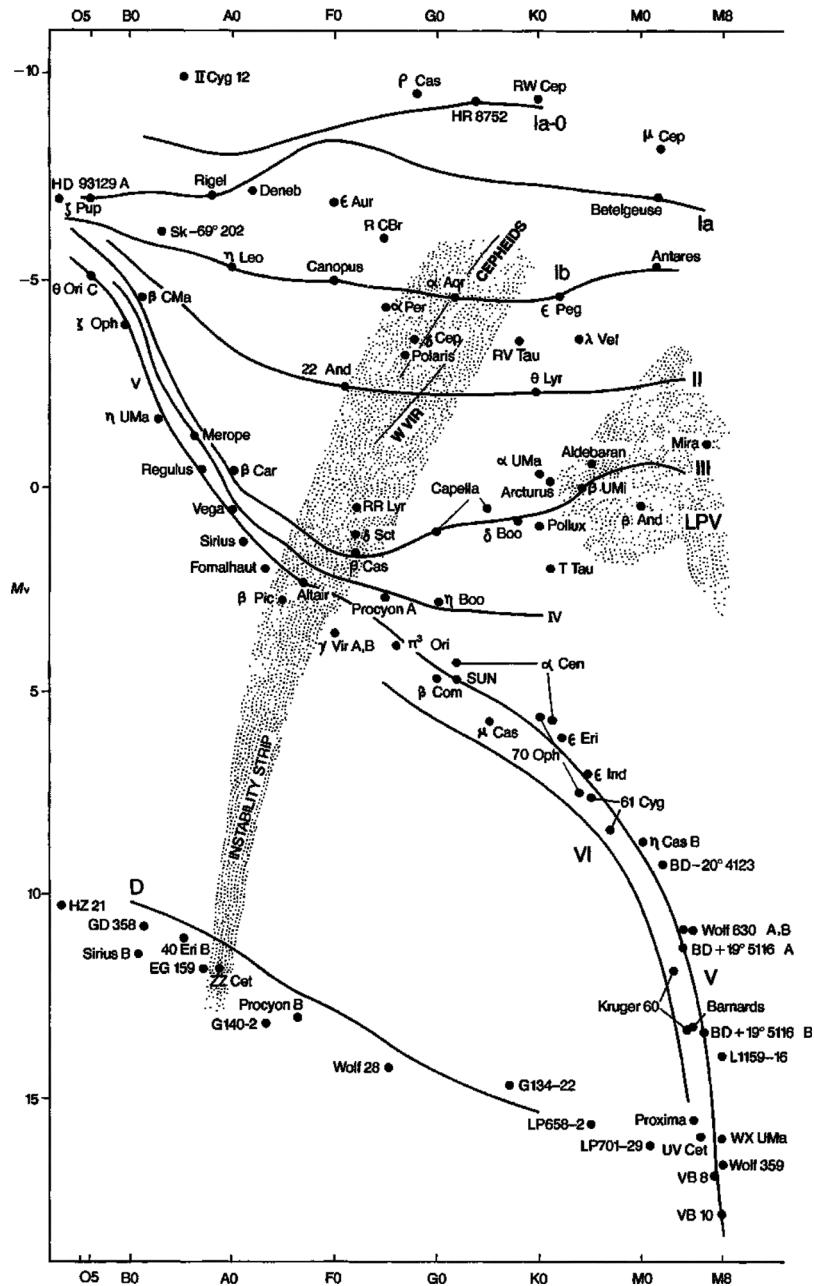 O5 B0 A0 F0 G0 K0 M0 M8
-10
II Cyg 12
ρ Cas
RW Cep
HR 8752
Ia-0
μ Cep
HD 93129 A
Rigel
Deneb
ζ Pup
ε Aur
Betelgeuse
Ia
Sk -69° 202
R CBr
η Leo
Canopus
CEPHEIDS
Ib
Antares
-5
α Aqr
θ Ori C
β CMa
α Per
ε Peg
ζ Oph
δ Cep
λ Vel
Polaris
RV Tau
22 And
θ Lyr
II
V
W VIR
η UMa
Merope
Mira
Aldebaran
α UMa
III
Regulus
β Car
0
Capella
Arcturus
β UMi
Vega
RR Lyr
β And
LPV
Sirius
δ Sct
δ Boo
Pollux
Fomalhaut
β Cas
T Tau
Mv
Altair
β Pic
Procyon A
η Boo
IV
γ Vir A,B
π³ Ori
α Cen
SUN
5
β Com
μ Cas
ε Eri
70 Oph
ε Ind
INSTABILITY STRIP
61 Cyg
VI
η Cas B
BD-20° 4123
D
10
HZ 21
GD 358
Wolf 630 A,B
Sirius B
40 Eri B
BD+19° 5116 A
EG 159
ZZ Cet
V
Procyon B
Kruger 60
Barnards
G140-2
BD+19° 5116 B
Wolf 28
L1159-16
G134-22
15
LP658-2
Proxima
LP701-29
UV Cet
WX UMa
VB 8
Wolf 359
VB 10
O5 B0 A0 F0 G0 K0 M0 M8